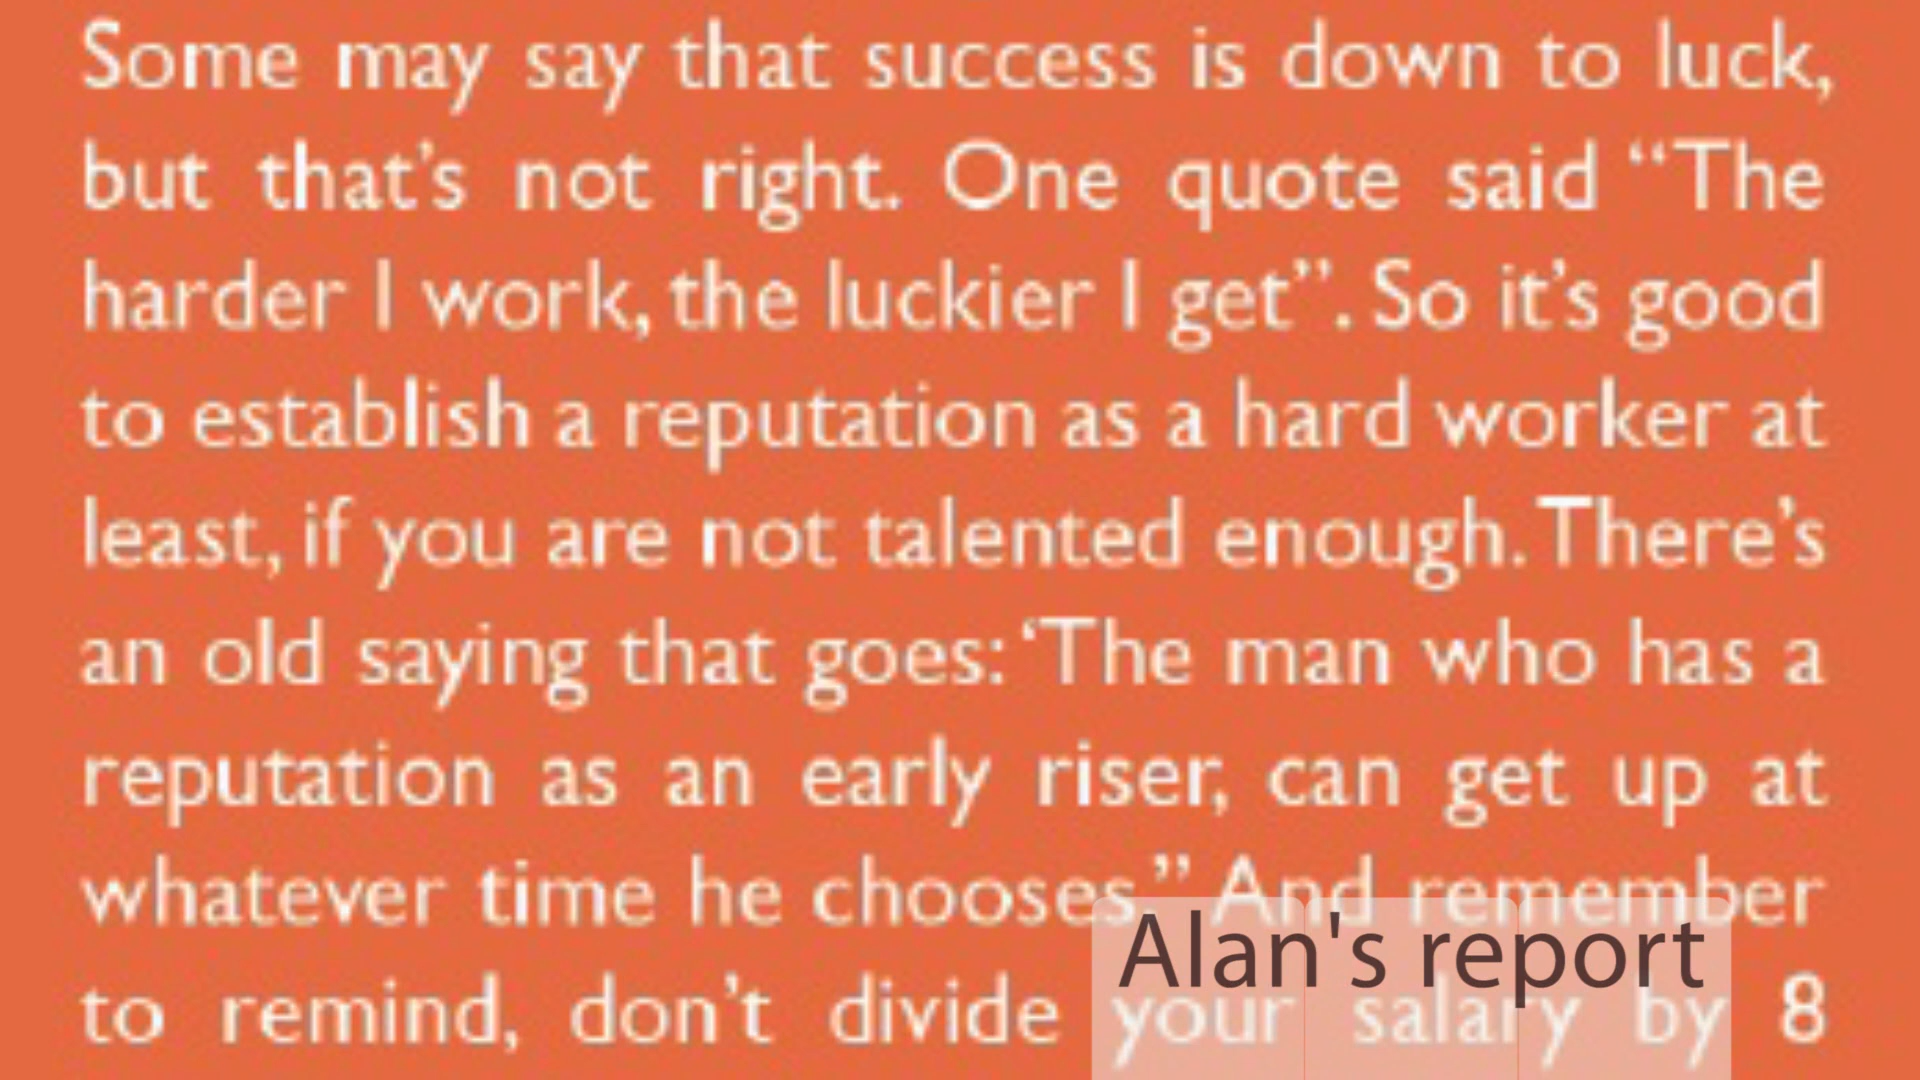 Some may say that success is down to luck,
but that’s not right. One quote said “The
harder I work, the luckier I get”. So it’s good
to establish a reputation as a hard worker at
least, if you are not talented enough. There’s
an old saying that goes: ‘The man who has a
reputation as an early riser, can get up at
whatever time he chooses.” And remember
to remind, don’t divide your salary by 8
Alan's report